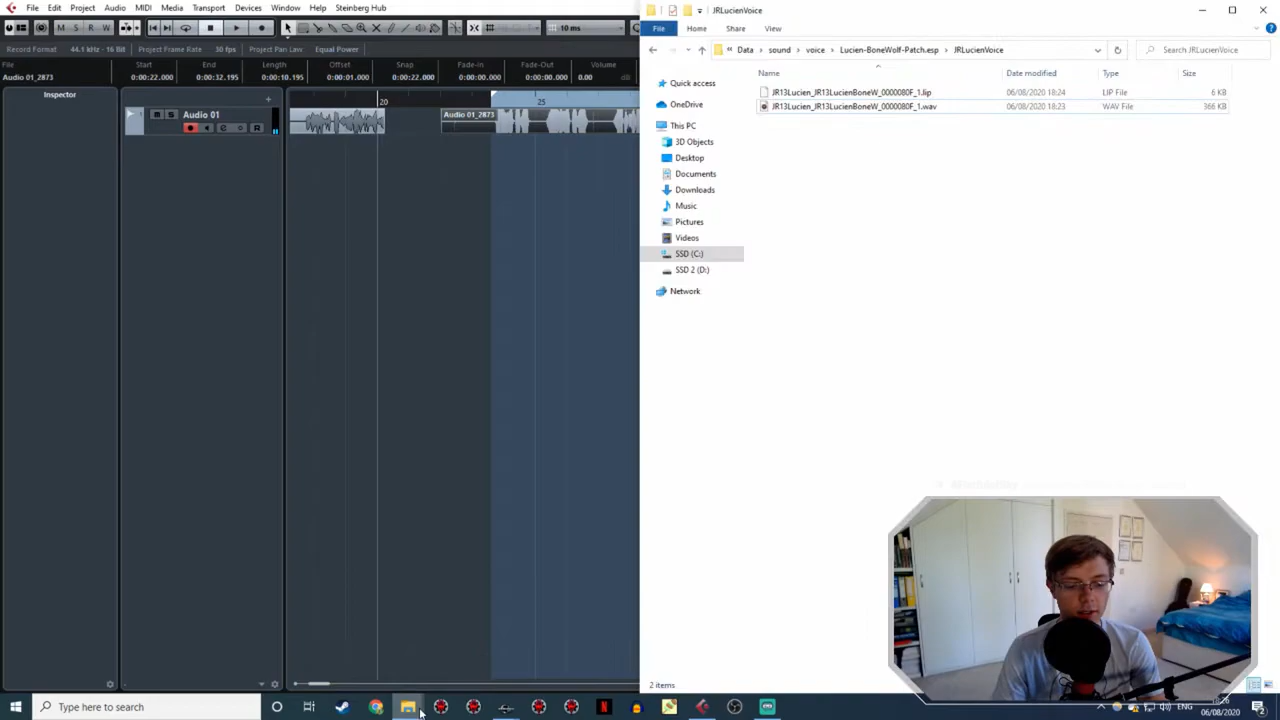 File Edit Project Audio MIDI Media Transport Devices Window Help Steinberg Hub
M S R W
10 ms
Record Format 44.1 kHz - 16 Bit Project Frame Rate 30 fps Project Pan Law Equal Power
File Start End Length Offset Snap Fade-In Fade-Out Volume
Audio 01_2873 0:00:22.000 0:00:32.195 0:00:10.195 0:00:01.000 0:00:22.000 0:00:00.000 0:00:00.000 0.00 dB
Inspector
20
25
Audio 01
R
Audio 01_2873
JRLucienVoice
File Home Share View
Data sound voice Lucien-BoneWolf-Patch.esp JRLucienVoice
Search JRLucienVoice
Name Date modified Type Size
JR13Lucien_JR13LucienBoneW_0000080F_1.lip 06/08/2020 18:24 LIP File 6 KB
JR13Lucien_JR13LucienBoneW_0000080F_1.wav 06/08/2020 18:23 WAV File 366 KB
Quick access
OneDrive
This PC
3D Objects
Desktop
Documents
Downloads
Music
Pictures
Videos
SSD (C:)
SSD 2 (D:)
Network
2 items
Type here to search
ENG
06/08/2020